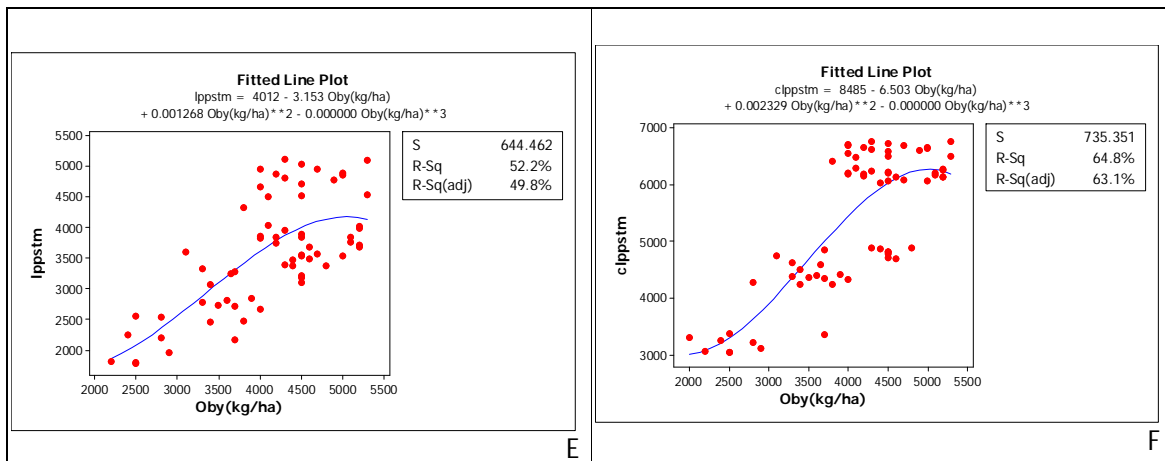 Fitted Line Plot
lppstm = 4012 - 3.153 Oby(kg/ha)
+ 0.001268 Oby(kg/ha)**2 - 0.000000 Oby(kg/ha)**3
S 644.462
R-Sq 52.2%
R-Sq(adj) 49.8%
5500
5000
4500
4000
3500
3000
2500
2000
lppstm
2000 2500 3000 3500 4000 4500 5000 5500
Oby(kg/ha)
E
Fitted Line Plot
clppstm = 8485 - 6.503 Oby(kg/ha)
+ 0.002329 Oby(kg/ha)**2 - 0.000000 Oby(kg/ha)**3
S 735.351
R-Sq 64.8%
R-Sq(adj) 63.1%
7000
6000
5000
4000
3000
clppstm
2000 2500 3000 3500 4000 4500 5000 5500
Oby(kg/ha)
F